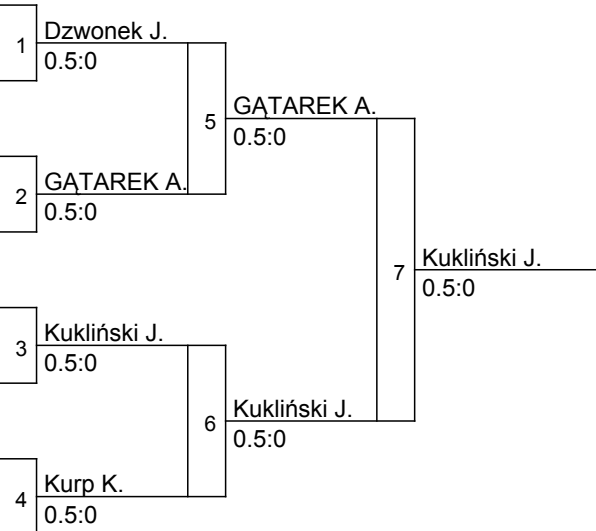 1
Dzwonek J.
0.5:0
5
GĄTAREK A.
0.5:0
2
GĄTAREK A.
0.5:0
7
Kukliński J.
0.5:0
3
Kukliński J.
0.5:0
6
Kukliński J.
0.5:0
4
Kurp K.
0.5:0